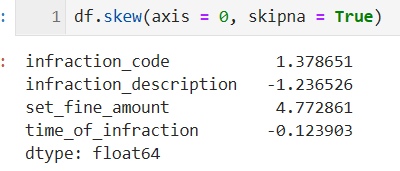 : 1 df.skew(axis = 0, skipna = True)
: infraction_code 1.378651
infraction_description -1.236526
set_fine_amount 4.772861
time_of_infraction -0.123903
dtype: float64